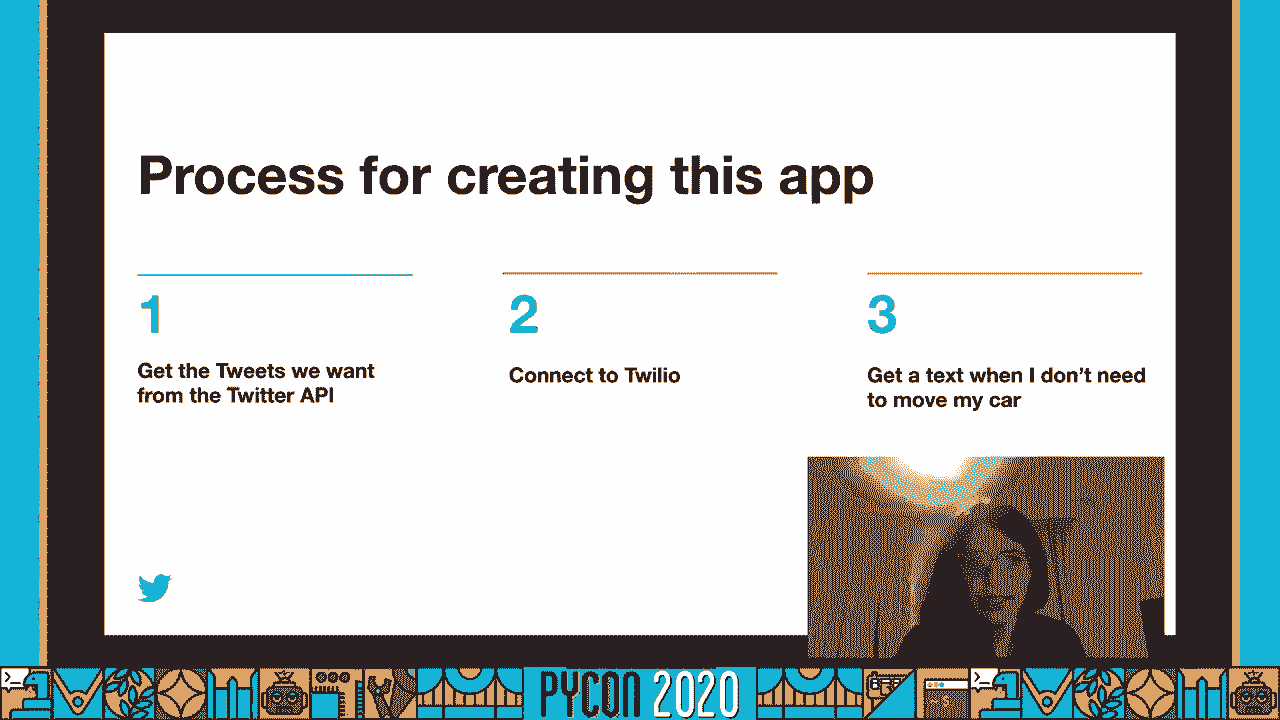 Process for creating this app
1
Get the Tweets we want
from the Twitter API
2
Connect to Twilio
3
Get a text when I don’t need
to move my car
PYCON 2020